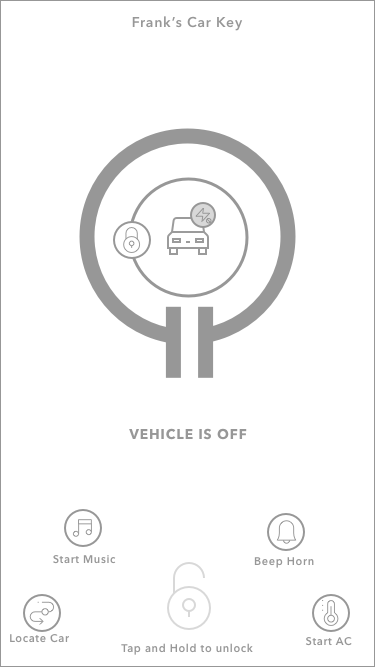 Frank's Car Key
VEHICLE IS OFF
Start Music
Beep Horn
Locate Car
Start AC
Tap and Hold to unlock